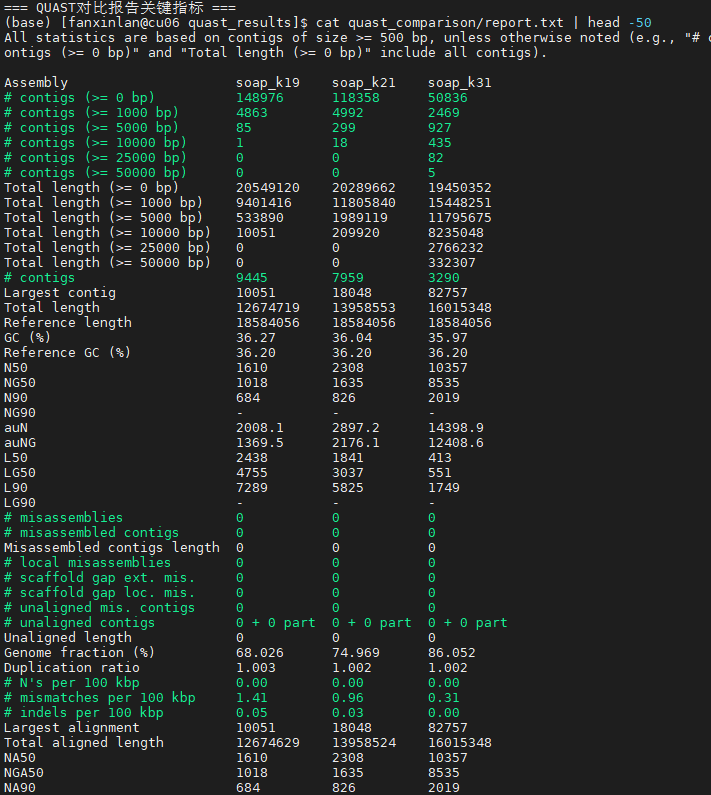 === QUAST对比报告关键指标 ===
(base) [fanxinlan@cu06 quast_results]$ cat quast_comparison/report.txt | head -50
All statistics are based on contigs of size >= 500 bp, unless otherwise noted (e.g., "# c
ontigs (>= 0 bp)" and "Total length (>= 0 bp)" include all contigs).
Assembly soap_k19 soap_k21 soap_k31
# contigs (>= 0 bp) 148976 118358 50836
# contigs (>= 1000 bp) 4863 4992 2469
# contigs (>= 5000 bp) 85 299 927
# contigs (>= 10000 bp) 1 18 435
# contigs (>= 25000 bp) 0 0 82
# contigs (>= 50000 bp) 0 0 5
Total length (>= 0 bp) 20549120 20289662 19450352
Total length (>= 1000 bp) 9401416 11805840 15448251
Total length (>= 5000 bp) 533890 1989119 11795675
Total length (>= 10000 bp) 10051 209920 8235048
Total length (>= 25000 bp) 0 0 2766232
Total length (>= 50000 bp) 0 0 332307
# contigs 9445 7959 3290
Largest contig 10051 18048 82757
Total length 12674719 13958553 16015348
Reference length 18584056 18584056 18584056
GC (%) 36.27 36.04 35.97
Reference GC (%) 36.20 36.20 36.20
N50 1610 2308 10357
NG50 1018 1635 8535
N90 684 826 2019
NG90 - - -
auN 2008.1 2897.2 14398.9
auNG 1369.5 2176.1 12408.6
L50 2438 1841 413
LG50 4755 3037 551
L90 7289 5825 1749
LG90 - - -
# misassemblies 0 0 0
# misassembled contigs 0 0 0
Misassembled contigs length 0 0 0
# local misassemblies 0 0 0
# scaffold gap ext. mis. 0 0 0
# scaffold gap loc. mis. 0 0 0
# unaligned mis. contigs 0 0 0
# unaligned contigs 0 + 0 part 0 + 0 part 0 + 0 part
Unaligned length 0 0 0
Genome fraction (%) 68.026 74.969 86.052
Duplication ratio 1.003 1.002 1.002
# N's per 100 kbp 0.00 0.00 0.00
# mismatches per 100 kbp 1.41 0.96 0.31
# indels per 100 kbp 0.05 0.03 0.00
Largest alignment 10051 18048 82757
Total aligned length 12674629 13958524 16015348
NA50 1610 2308 10357
NGA50 1018 1635 8535
NA90 684 826 2019